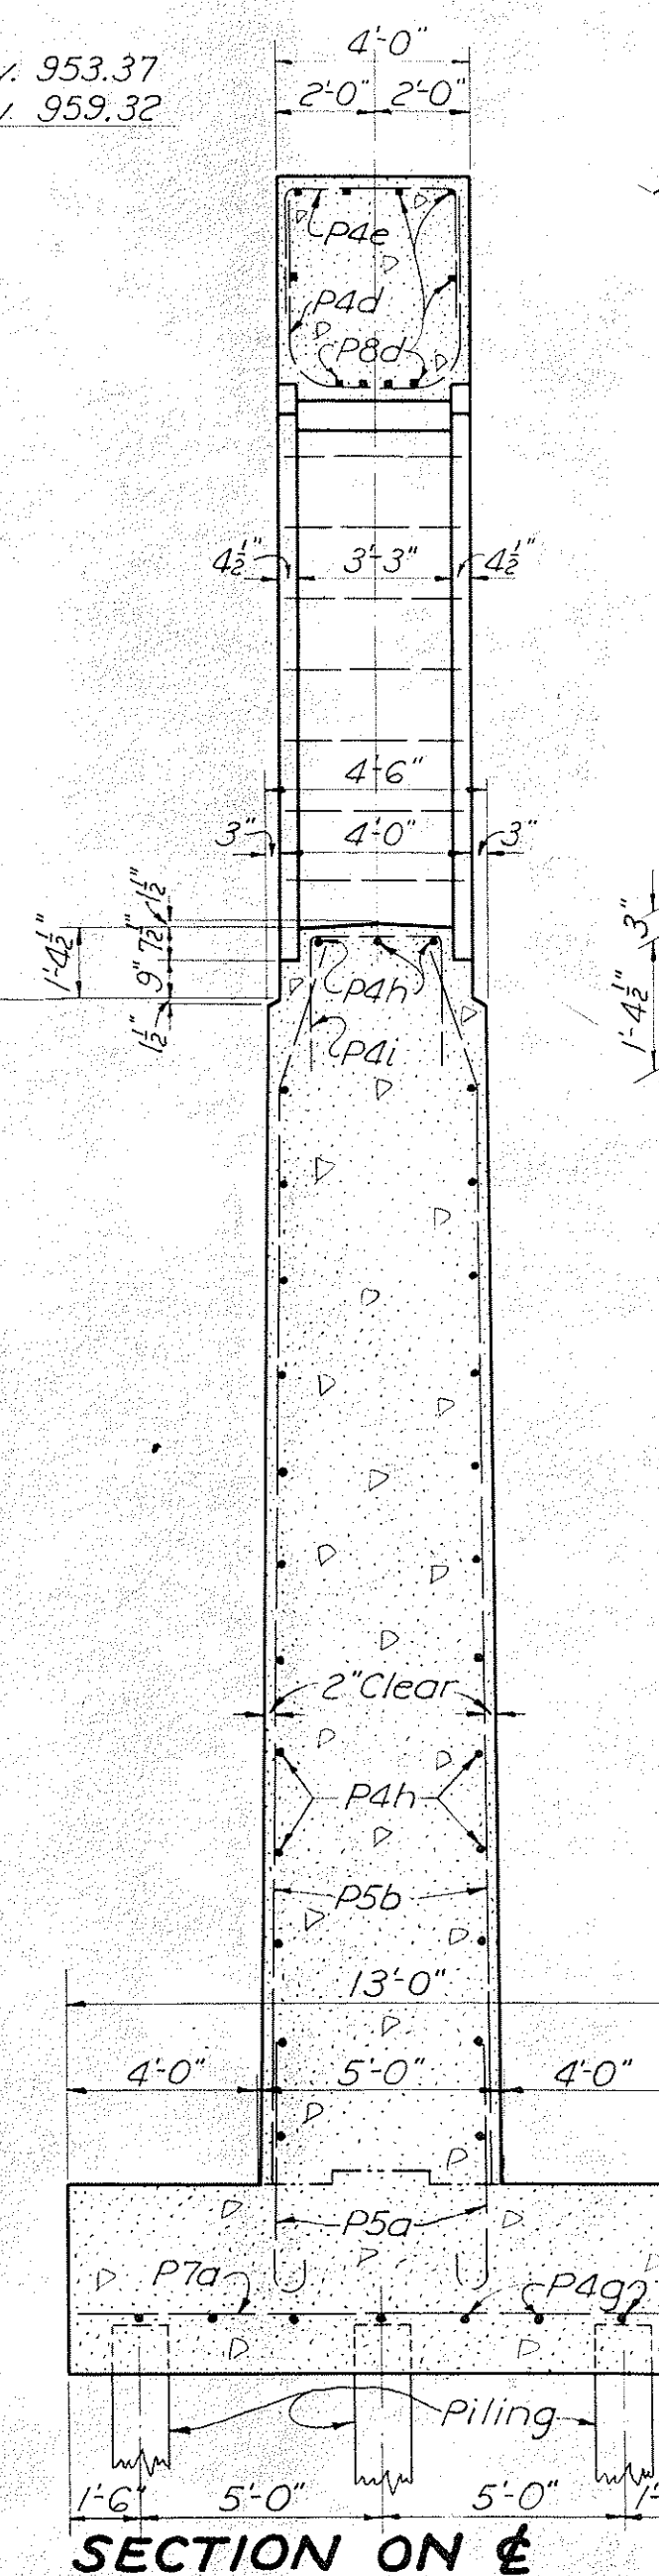 953.37
959.32
4'-0"
2'-0" 2'-0"
P4e
P4d
P8d
4½" 3'-3" 4½"
4'-6"
3" 4'-0" 3"
1'-4½" 9" 7½" 1½"
1½"
3"
1'-4½"
P4h
P4i
2"Clear
P4h
P5b
13'-0"
4'-0" 5'-0" 4'-0"
P5a
P7a P4g
Piling
1'-6" 5'-0" 5'-0"
SECTION ON ℄